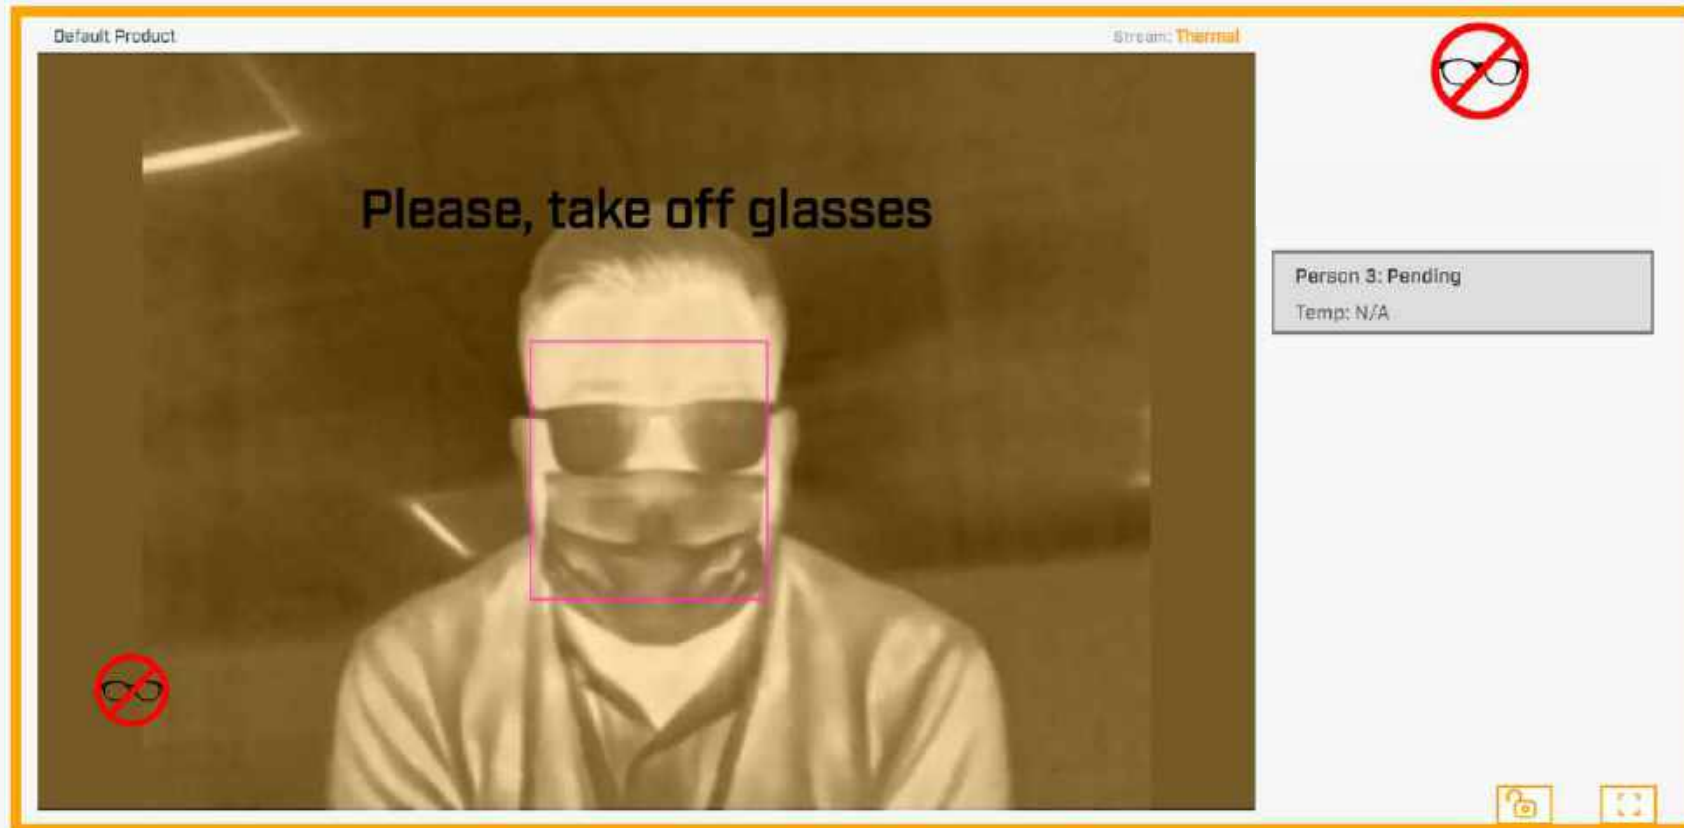 Default Product
Stream: Thermal
Please, take off glasses
Person 3: Pending
Temp: N/A